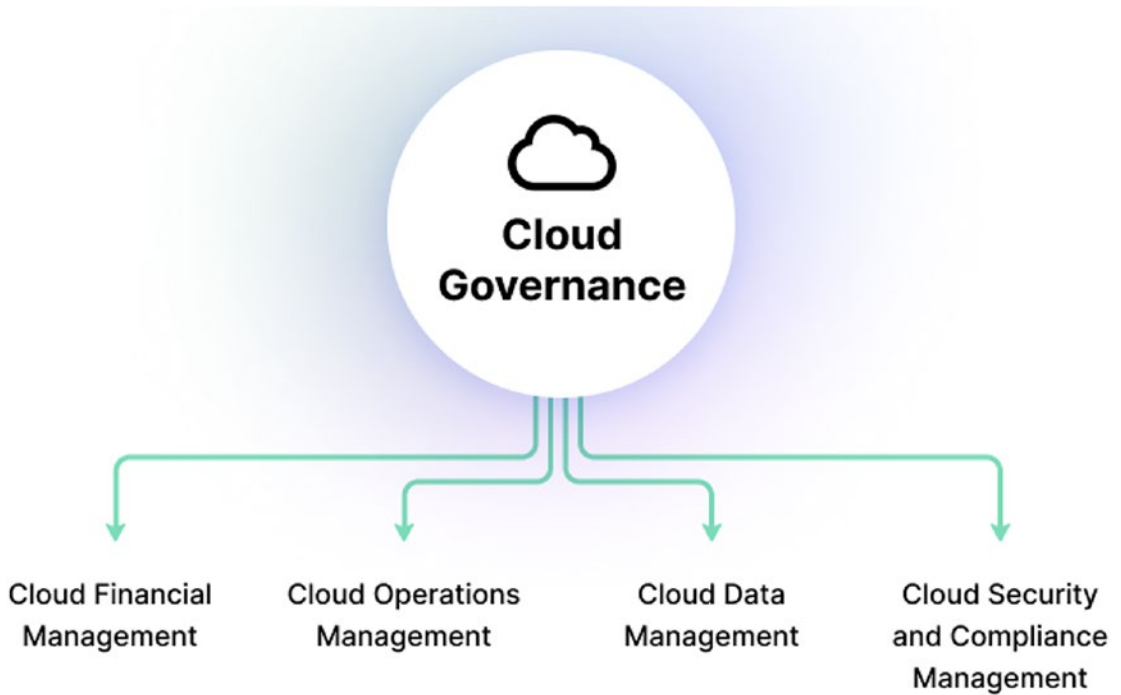 Cloud
Governance
Cloud Financial
Management
Cloud Operations
Management
Cloud Data
Management
Cloud Security
and Compliance
Management